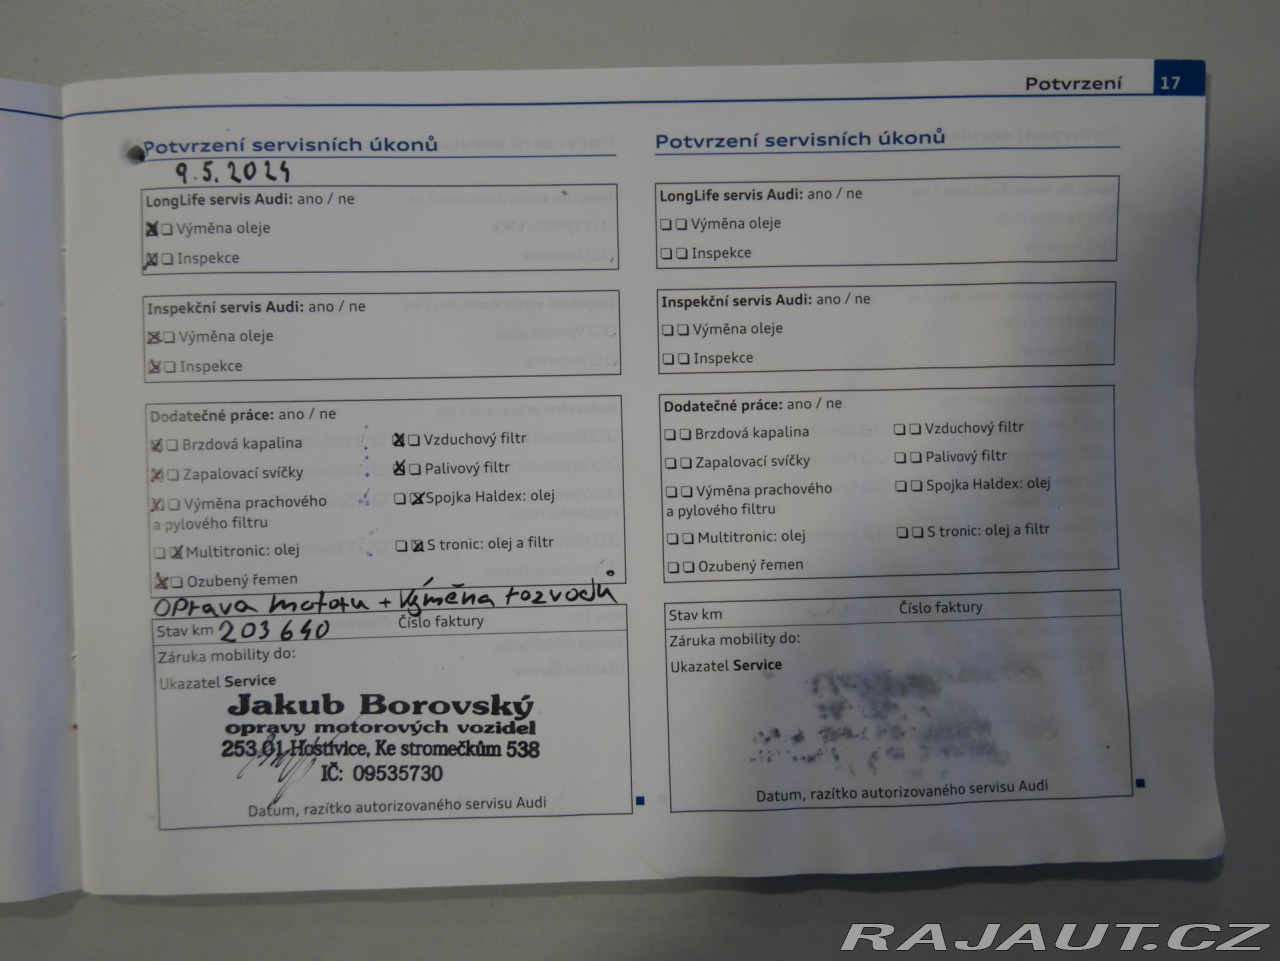 Potvrzení 17
Potvrzení servisních úkonů
9.5.2024
LongLife servis Audi: ano / ne
☒☐ Výměna oleje
☒☐ Inspekce
Inspekční servis Audi: ano / ne
☒☐ Výměna oleje
☒☐ Inspekce
Dodatečné práce: ano / ne
☒☐ Brzdová kapalina
☒☐ Vzduchový filtr
☒☐ Zapalovací svíčky
☒☐ Palivový filtr
☒☐ Výměna prachového
a pylového filtru
☐☒ Spojka Haldex: olej
☐☒ Multitronic: olej
☐☒ S tronic: olej a filtr
☒☐ Ozubený řemen
Oprava motoru + Výměna rozvodů
Stav km 203640
Číslo faktury
Záruka mobility do:
Ukazatel Service
Jakub Borovský
opravy motorových vozidel
253 01 Hostivice, Ke stromečkům 538
IČ: 09535730
Datum, razítko autorizovaného servisu Audi
Potvrzení servisních úkonů
LongLife servis Audi: ano / ne
☐☐ Výměna oleje
☐☐ Inspekce
Inspekční servis Audi: ano / ne
☐☐ Výměna oleje
☐☐ Inspekce
Dodatečné práce: ano / ne
☐☐ Brzdová kapalina
☐☐ Vzduchový filtr
☐☐ Zapalovací svíčky
☐☐ Palivový filtr
☐☐ Výměna prachového
a pylového filtru
☐☐ Spojka Haldex: olej
☐☐ Multitronic: olej
☐☐ S tronic: olej a filtr
☐☐ Ozubený řemen
Stav km
Číslo faktury
Záruka mobility do:
Ukazatel Service
Datum, razítko autorizovaného servisu Audi
RAJAUT.CZ